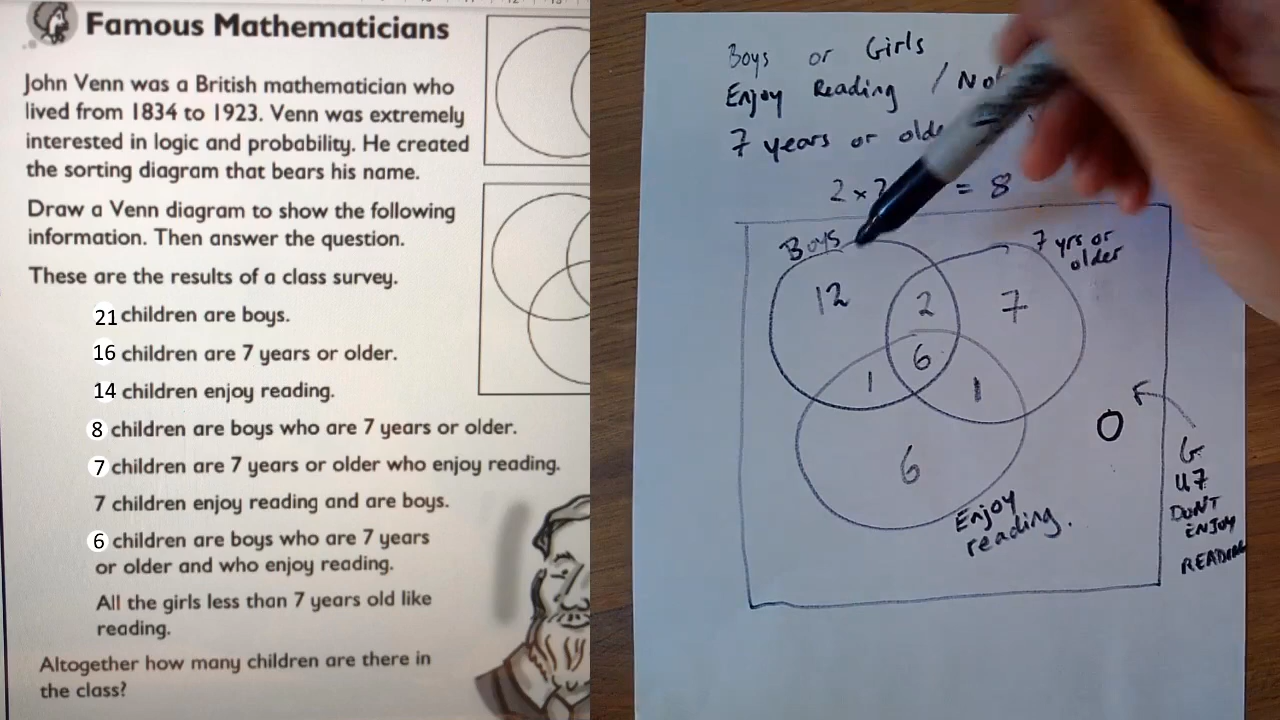 Famous Mathematicians
John Venn was a British mathematician who
lived from 1834 to 1923. Venn was extremely
interested in logic and probability. He created
the sorting diagram that bears his name.
Draw a Venn diagram to show the following
information. Then answer the question.
These are the results of a class survey.
21 children are boys.
16 children are 7 years or older.
14 children enjoy reading.
8 children are boys who are 7 years or older.
7 children are 7 years or older who enjoy reading.
7 children enjoy reading and are boys.
6 children are boys who are 7 years
or older and who enjoy reading.
All the girls less than 7 years old like
reading.
Altogether how many children are there in
the class?
Boys or Girls
Enjoy Reading / Not
7 years or older
2 × 2 = 8
Boys
7 yrs or
older
12 2 7
6
1 1
6
0
Enjoy
reading.
G
U7
DON'T
ENJOY
READING